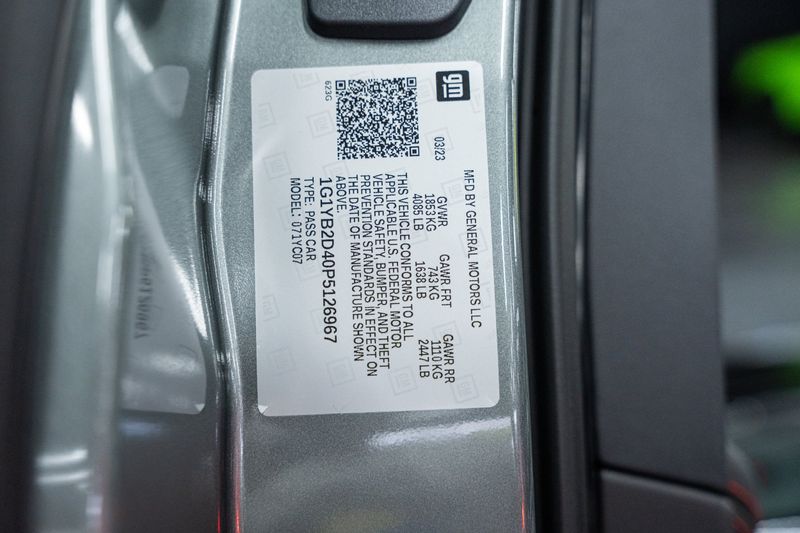 gm
623G
03/23
MFD BY GENERAL MOTORS LLC
GVWR GAWR FRT GAWR RR
1853 KG 743 KG 1110 KG
4085 LB 1638 LB 2447 LB
THIS VEHICLE CONFORMS TO ALL
APPLICABLE U.S. FEDERAL MOTOR
VEHICLE SAFETY, BUMPER, AND THEFT
PREVENTION STANDARDS IN EFFECT ON
THE DATE OF MANUFACTURE SHOWN
ABOVE.
1G1YB2D40P5126967
TYPE: PASS CAR
MODEL: 071YC07